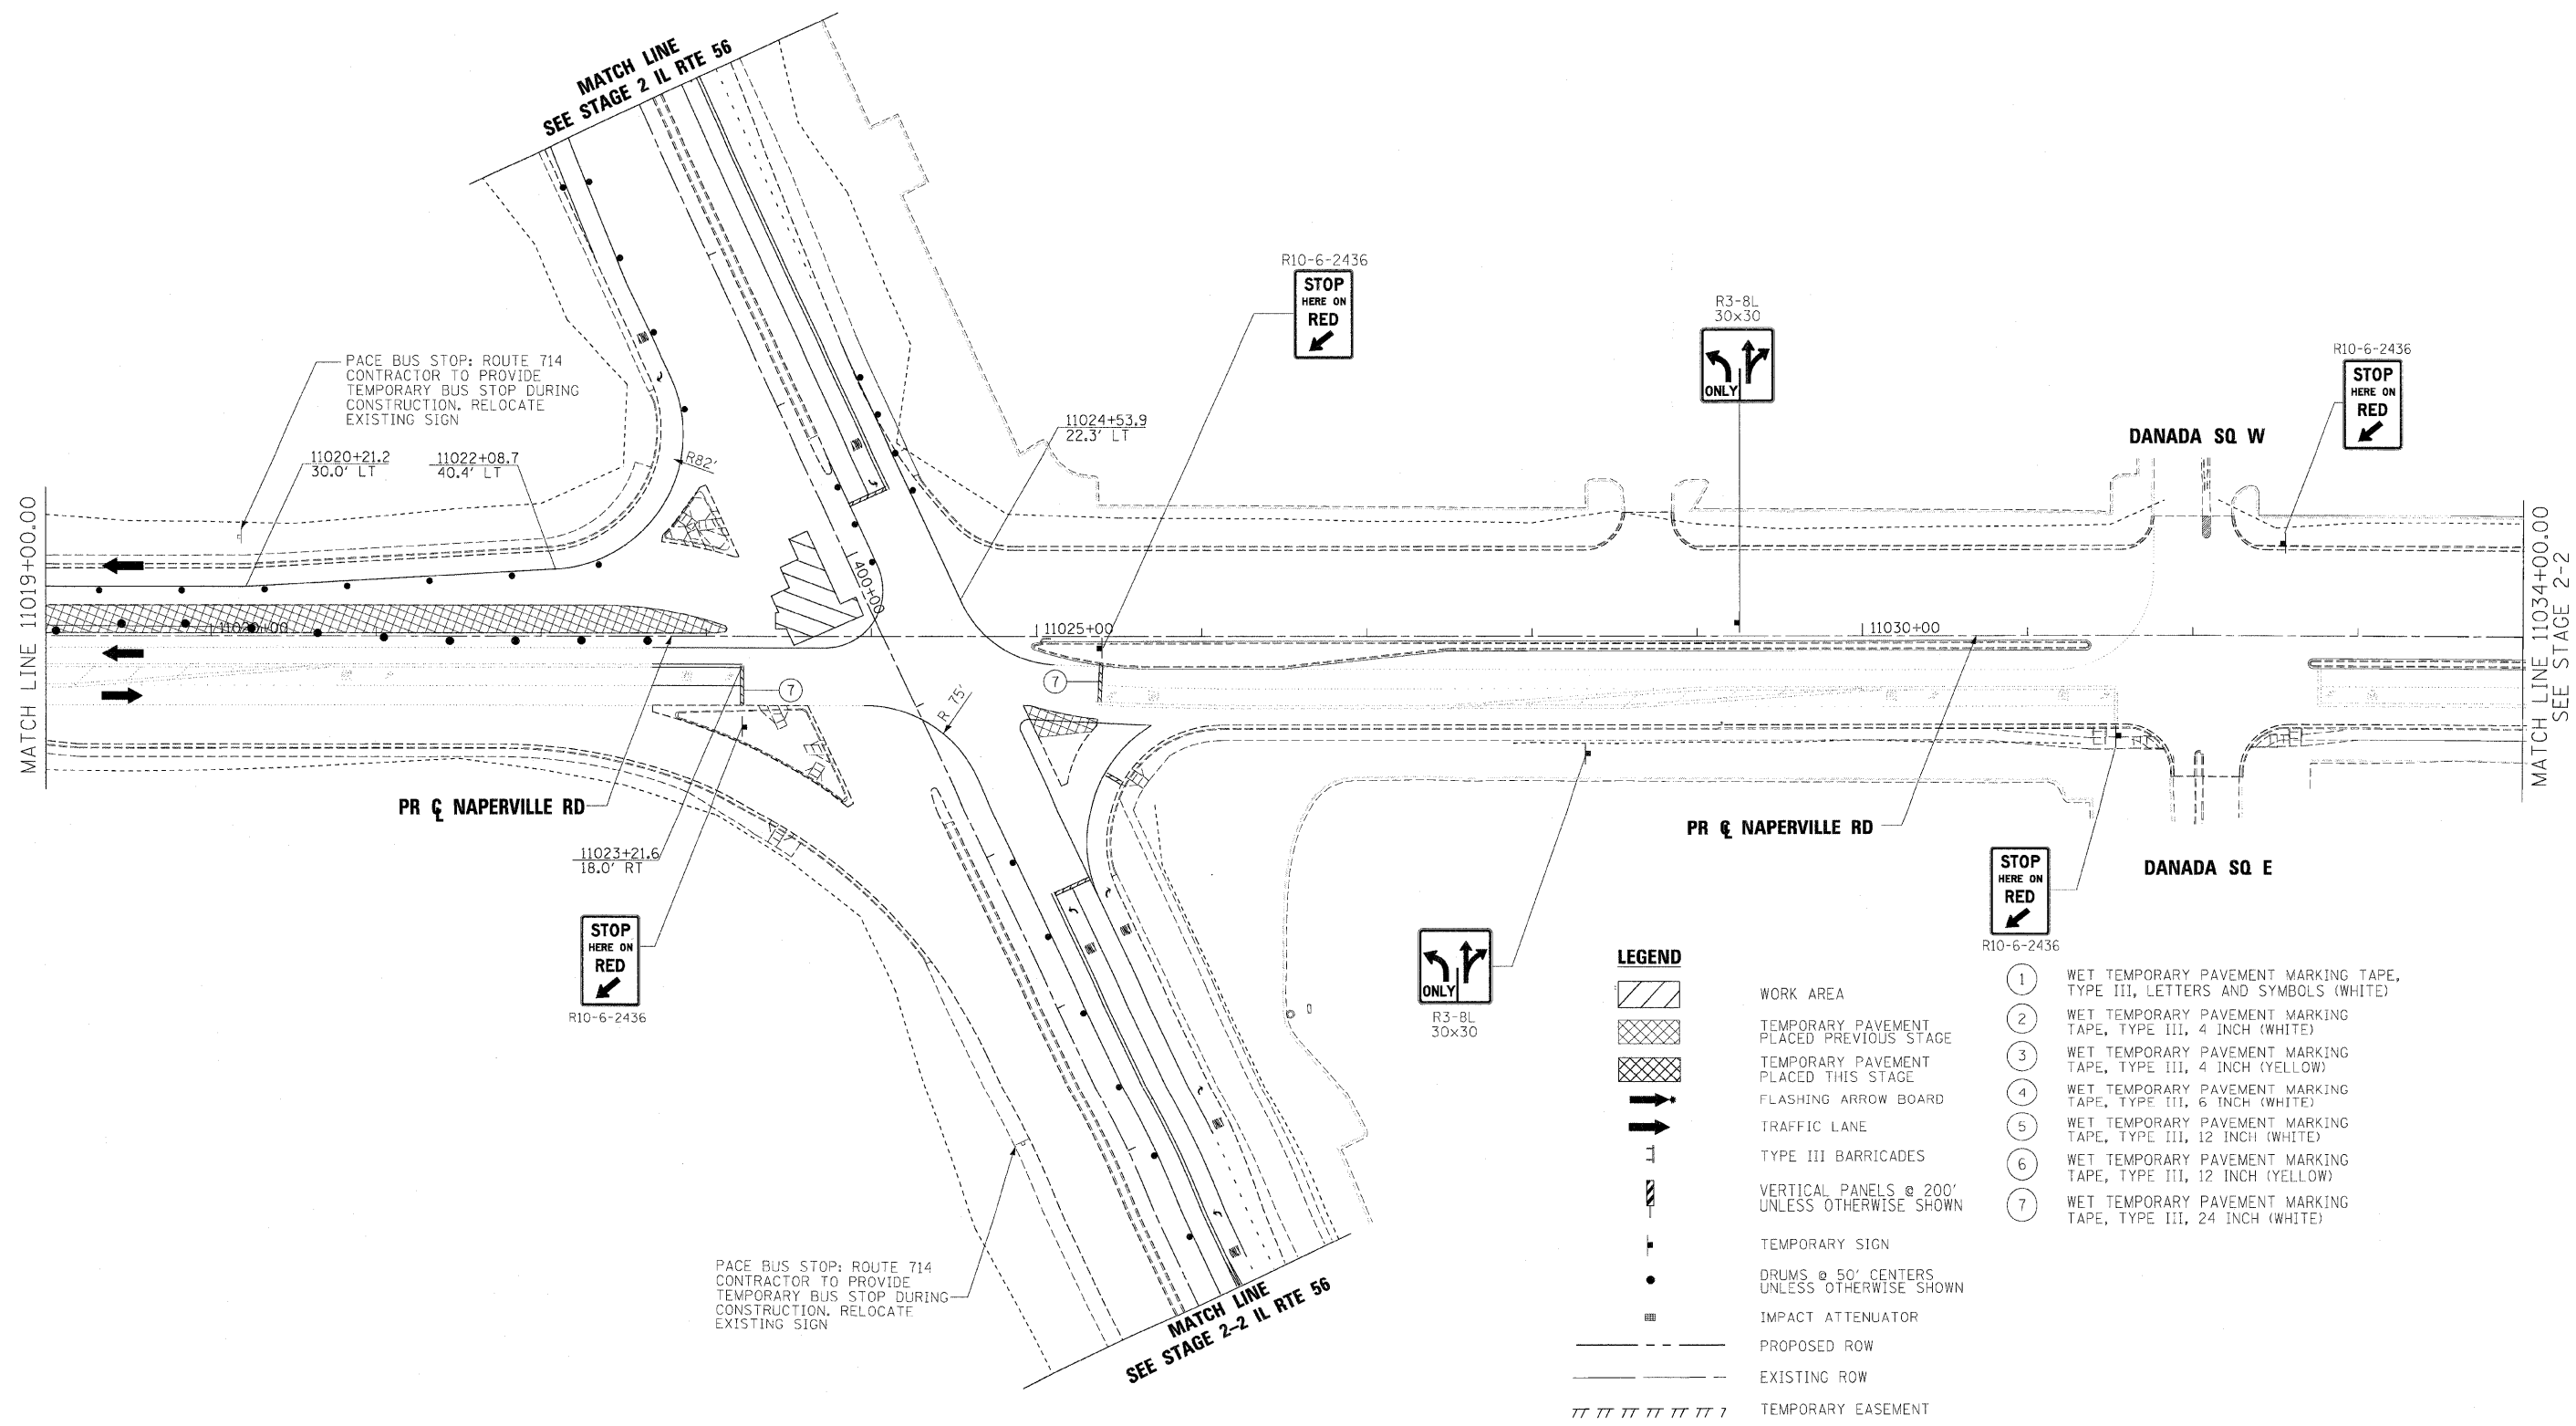 MATCH LINE
SEE STAGE 2 IL RTE 56
R10-6-2436
STOP
HERE ON
RED
R3-8L
30x30
ONLY
R10-6-2436
STOP
HERE ON
RED
PACE BUS STOP: ROUTE 714
CONTRACTOR TO PROVIDE
TEMPORARY BUS STOP DURING
CONSTRUCTION. RELOCATE
EXISTING SIGN
11020+21.2
30.0' LT
11022+08.7
40.4' LT
R82'
11024+53.9
22.3' LT
DANADA SQ W
MATCH LINE 11019+00.00
MATCH LINE 11034+00.00
SEE STAGE 2-2
11020+00
400+00
11025+00
11030+00
7
7
R 75'
PR ℄ NAPERVILLE RD
PR ℄ NAPERVILLE RD
11023+21.6
18.0' RT
STOP
HERE ON
RED
R10-6-2436
ONLY
R3-8L
30x30
STOP
HERE ON
RED
R10-6-2436
DANADA SQ E
PACE BUS STOP: ROUTE 714
CONTRACTOR TO PROVIDE
TEMPORARY BUS STOP DURING
CONSTRUCTION. RELOCATE
EXISTING SIGN
MATCH LINE
SEE STAGE 2-2 IL RTE 56
LEGEND
WORK AREA
TEMPORARY PAVEMENT
PLACED PREVIOUS STAGE
TEMPORARY PAVEMENT
PLACED THIS STAGE
FLASHING ARROW BOARD
TRAFFIC LANE
TYPE III BARRICADES
VERTICAL PANELS @ 200'
UNLESS OTHERWISE SHOWN
TEMPORARY SIGN
DRUMS @ 50' CENTERS
UNLESS OTHERWISE SHOWN
IMPACT ATTENUATOR
PROPOSED ROW
EXISTING ROW
TEMPORARY EASEMENT
1 WET TEMPORARY PAVEMENT MARKING TAPE,
TYPE III, LETTERS AND SYMBOLS (WHITE)
2 WET TEMPORARY PAVEMENT MARKING
TAPE, TYPE III, 4 INCH (WHITE)
3 WET TEMPORARY PAVEMENT MARKING
TAPE, TYPE III, 4 INCH (YELLOW)
4 WET TEMPORARY PAVEMENT MARKING
TAPE, TYPE III, 6 INCH (WHITE)
5 WET TEMPORARY PAVEMENT MARKING
TAPE, TYPE III, 12 INCH (WHITE)
6 WET TEMPORARY PAVEMENT MARKING
TAPE, TYPE III, 12 INCH (YELLOW)
7 WET TEMPORARY PAVEMENT MARKING
TAPE, TYPE III, 24 INCH (WHITE)